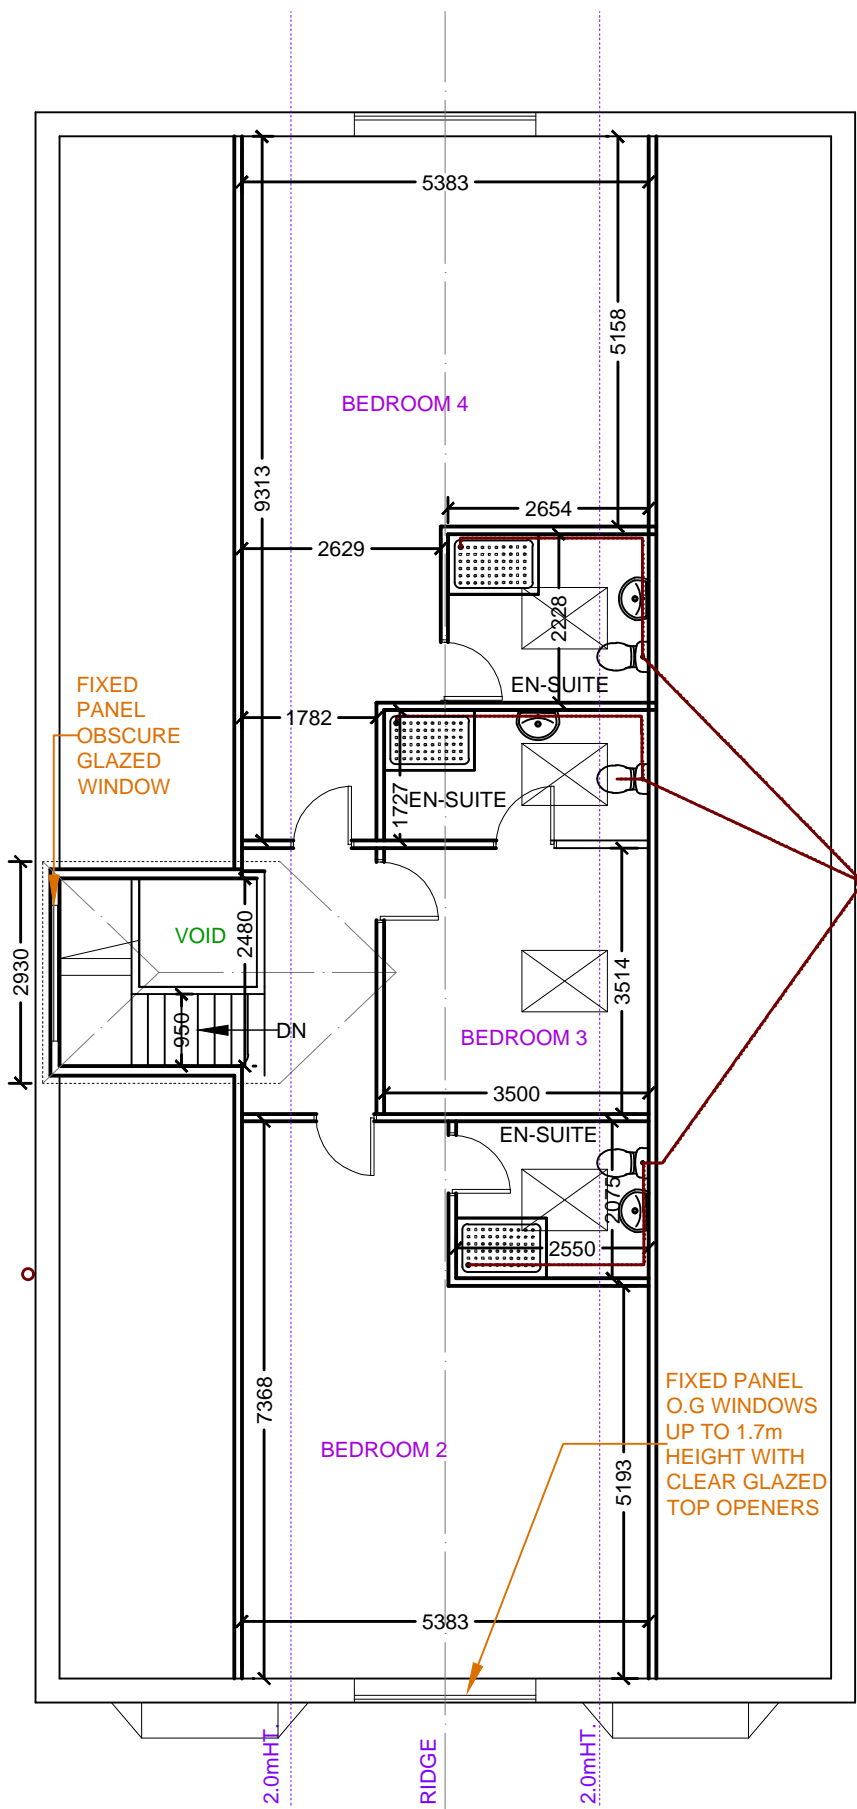 5383
5158
BEDROOM 4
9313
2654
2629
2228
FIXED
PANEL
OBSCURE
GLAZED
WINDOW
EN-SUITE
1782
1727
EN-SUITE
VOID
2480
2930
3514
950
DN
BEDROOM 3
3500
EN-SUITE
2075
2550
7368
FIXED PANEL
O.G WINDOWS
UP TO 1.7m
HEIGHT WITH
CLEAR GLAZED
TOP OPENERS
BEDROOM 2
5193
5383
2.0mHT.
RIDGE
2.0mHT.